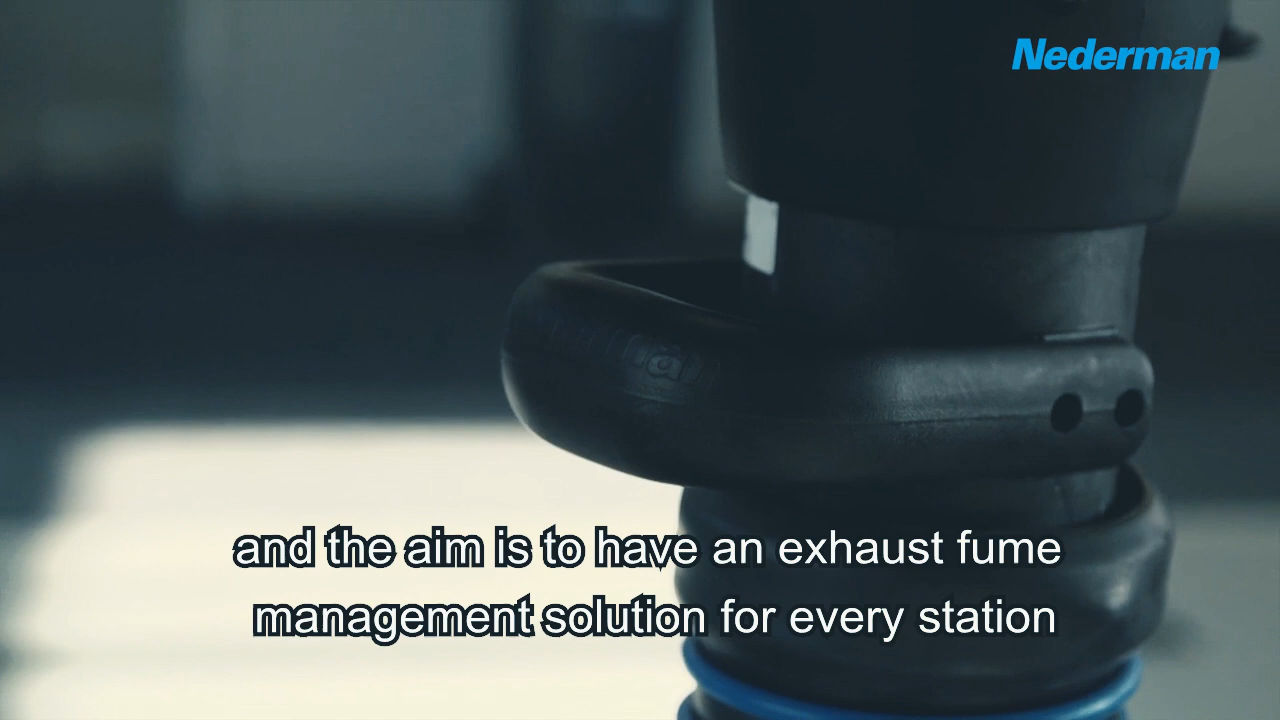 Nederman
and the aim is to have an exhaust fume
management solution for every station